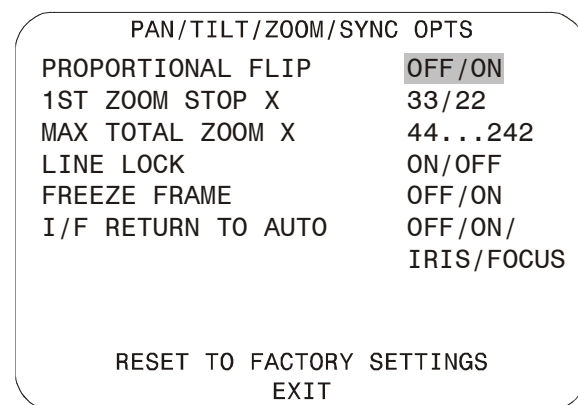 PAN/TILT/ZOOM/SYNC OPTS
PROPORTIONAL FLIP OFF/ON
1ST ZOOM STOP X 33/22
MAX TOTAL ZOOM X 44...242
LINE LOCK ON/OFF
FREEZE FRAME OFF/ON
I/F RETURN TO AUTO OFF/ON/
IRIS/FOCUS
RESET TO FACTORY SETTINGS
EXIT